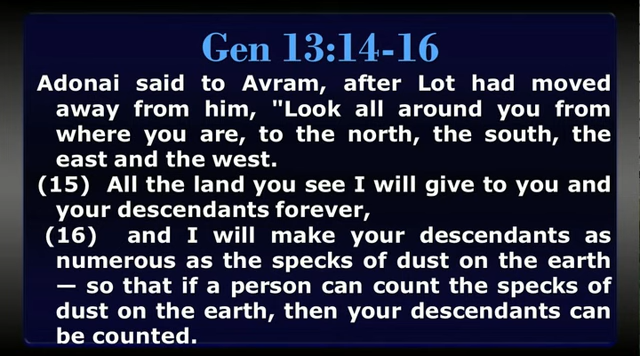 Gen 13:14-16
Adonai said to Avram, after Lot had moved
away from him, "Look all around you from
where you are, to the north, the south, the
east and the west.
(15) All the land you see I will give to you and
your descendants forever,
(16) and I will make your descendants as
numerous as the specks of dust on the earth
— so that if a person can count the specks of
dust on the earth, then your descendants can
be counted.